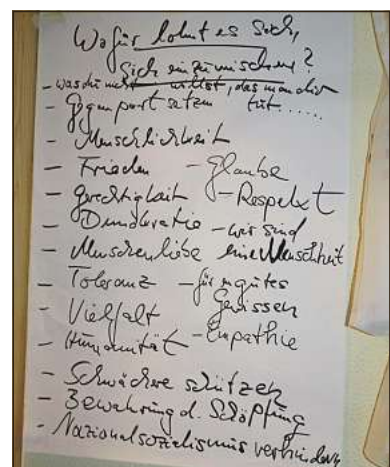 Wofür lohnt es sich,
sich einzumischen?
- was du nicht willst, das man dir
- Gegenpart setzen tut.....
- Menschlichkeit
- Frieden - Glaube
- Gerechtigkeit - Respekt
- Demokratie - wir sind
- Menschenliebe eine Menschheit
- Toleranz - für ein gutes
Gewissen
- Vielfalt - Empathie
- Humanität
- Schwächere schützen
- Bewahrung d. Schöpfung
- Nationalsozialismus verhindern